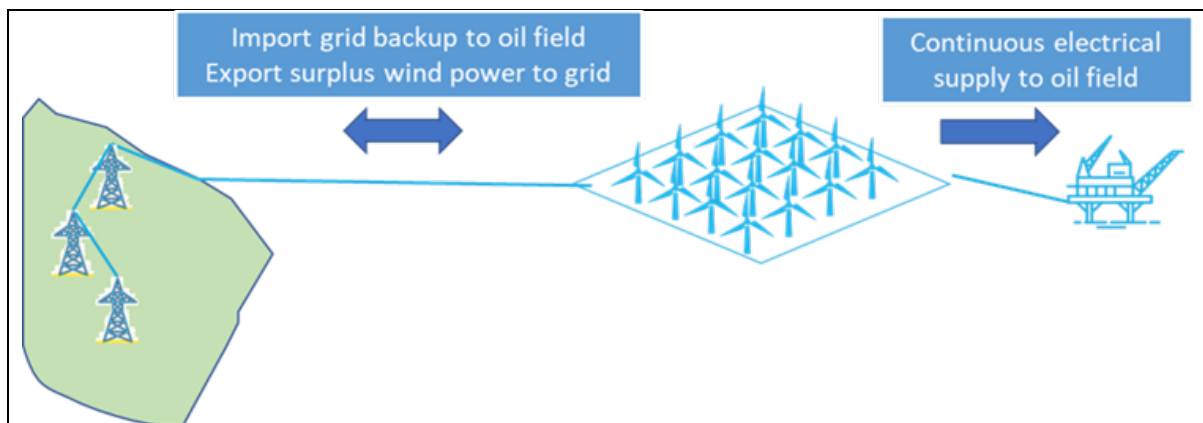 Import grid backup to oil field
Export surplus wind power to grid
Continuous electrical
supply to oil field